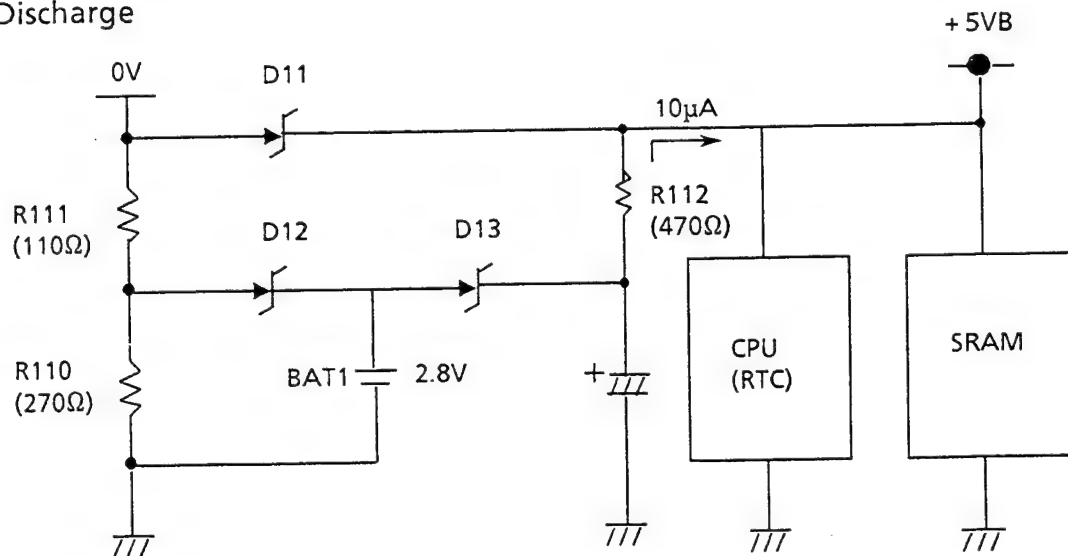 Discharge
+ 5VB
0V
D11
10µA
R111
(110Ω)
R112
(470Ω)
D12
D13
R110
(270Ω)
BAT1
2.8V
+
CPU
(RTC)
SRAM